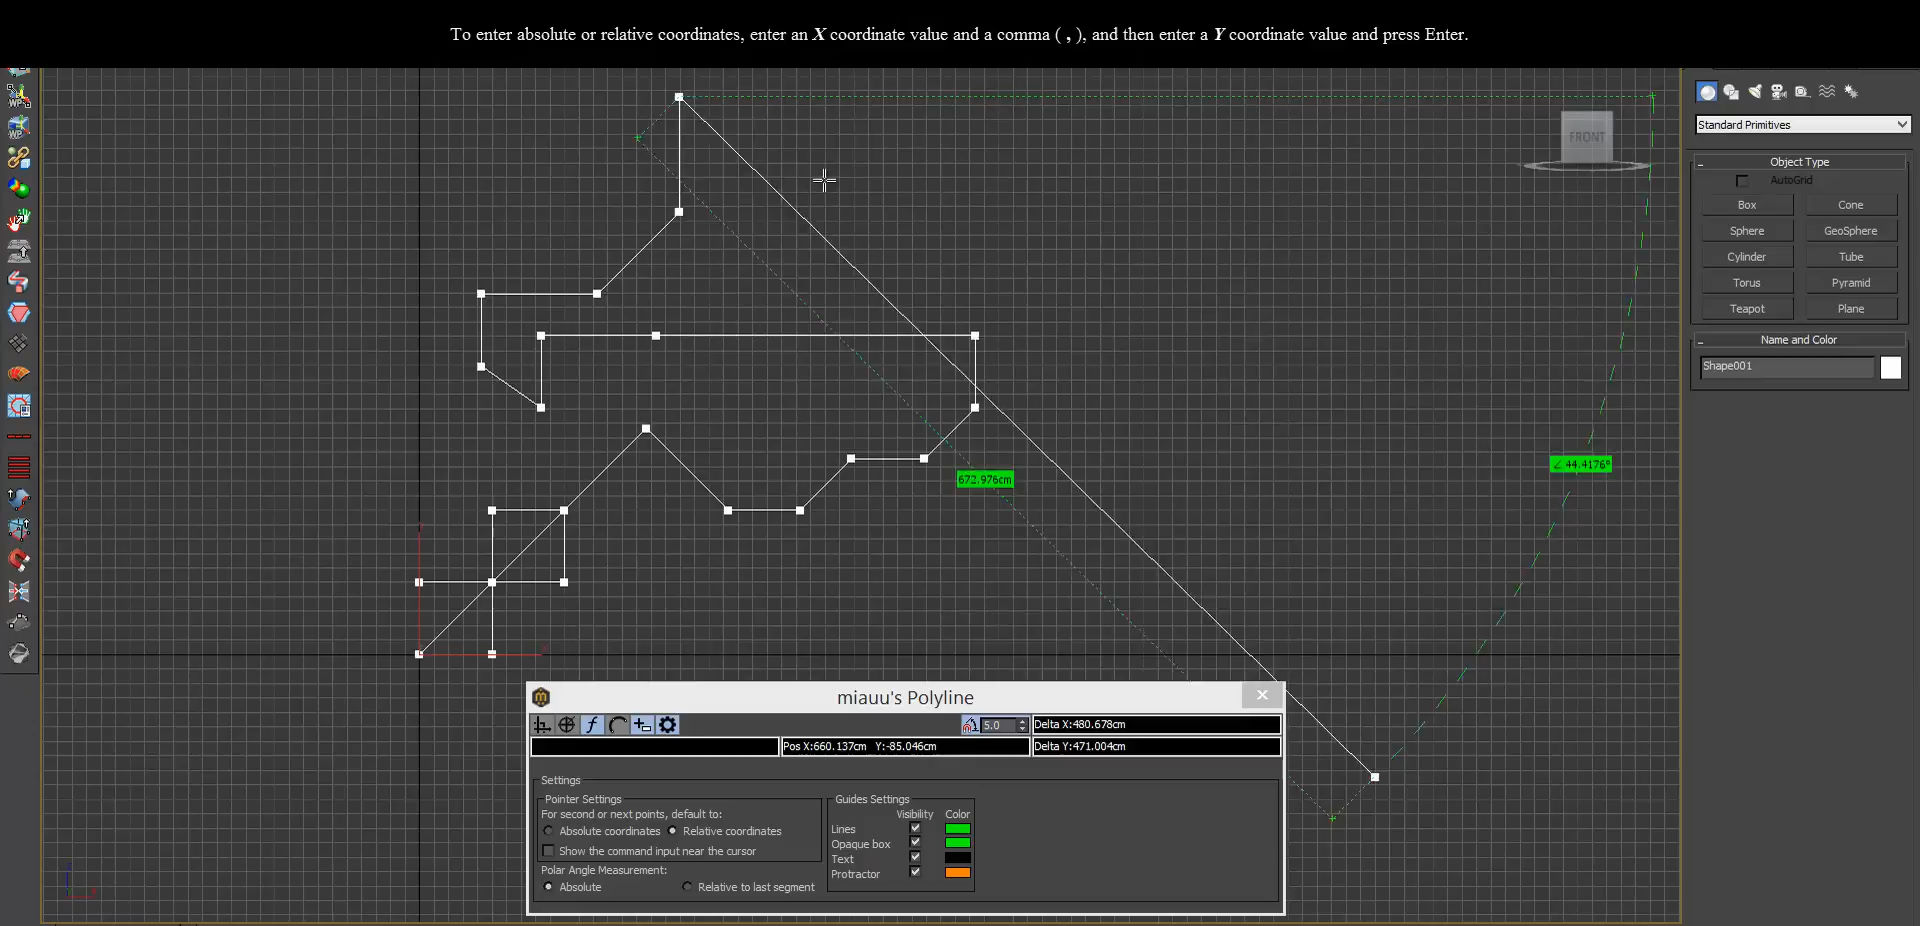 To enter absolute or relative coordinates, enter an X coordinate value and a comma ( , ), and then enter a Y coordinate value and press Enter.
WP
WP
FRONT
Standard Primitives
Object Type
AutoGrid
Box Cone
Sphere GeoSphere
Cylinder Tube
Torus Pyramid
Teapot Plane
Name and Color
Shape001
672.976cm
∠ 44.4176°
miauu's Polyline
5.0 Delta X:480.678cm
Pos X:660.137cm Y:-85.046cm Delta Y:471.004cm
Settings
Pointer Settings
For second or next points, default to:
Absolute coordinates Relative coordinates
Show the command input near the cursor
Polar Angle Measurement:
Absolute Relative to last segment
Guides Settings
Visibility Color
Lines
Opaque box
Text
Protractor